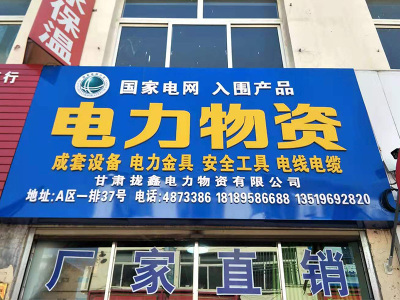 保温
行
国家电网 入围产品
电力物资
成套设备 电力金具 安全工具 电线电缆
甘肃拢鑫电力物资有限公司
地址:A区一排37号 电话:4873386 18189586688 13519692820
厂家直销